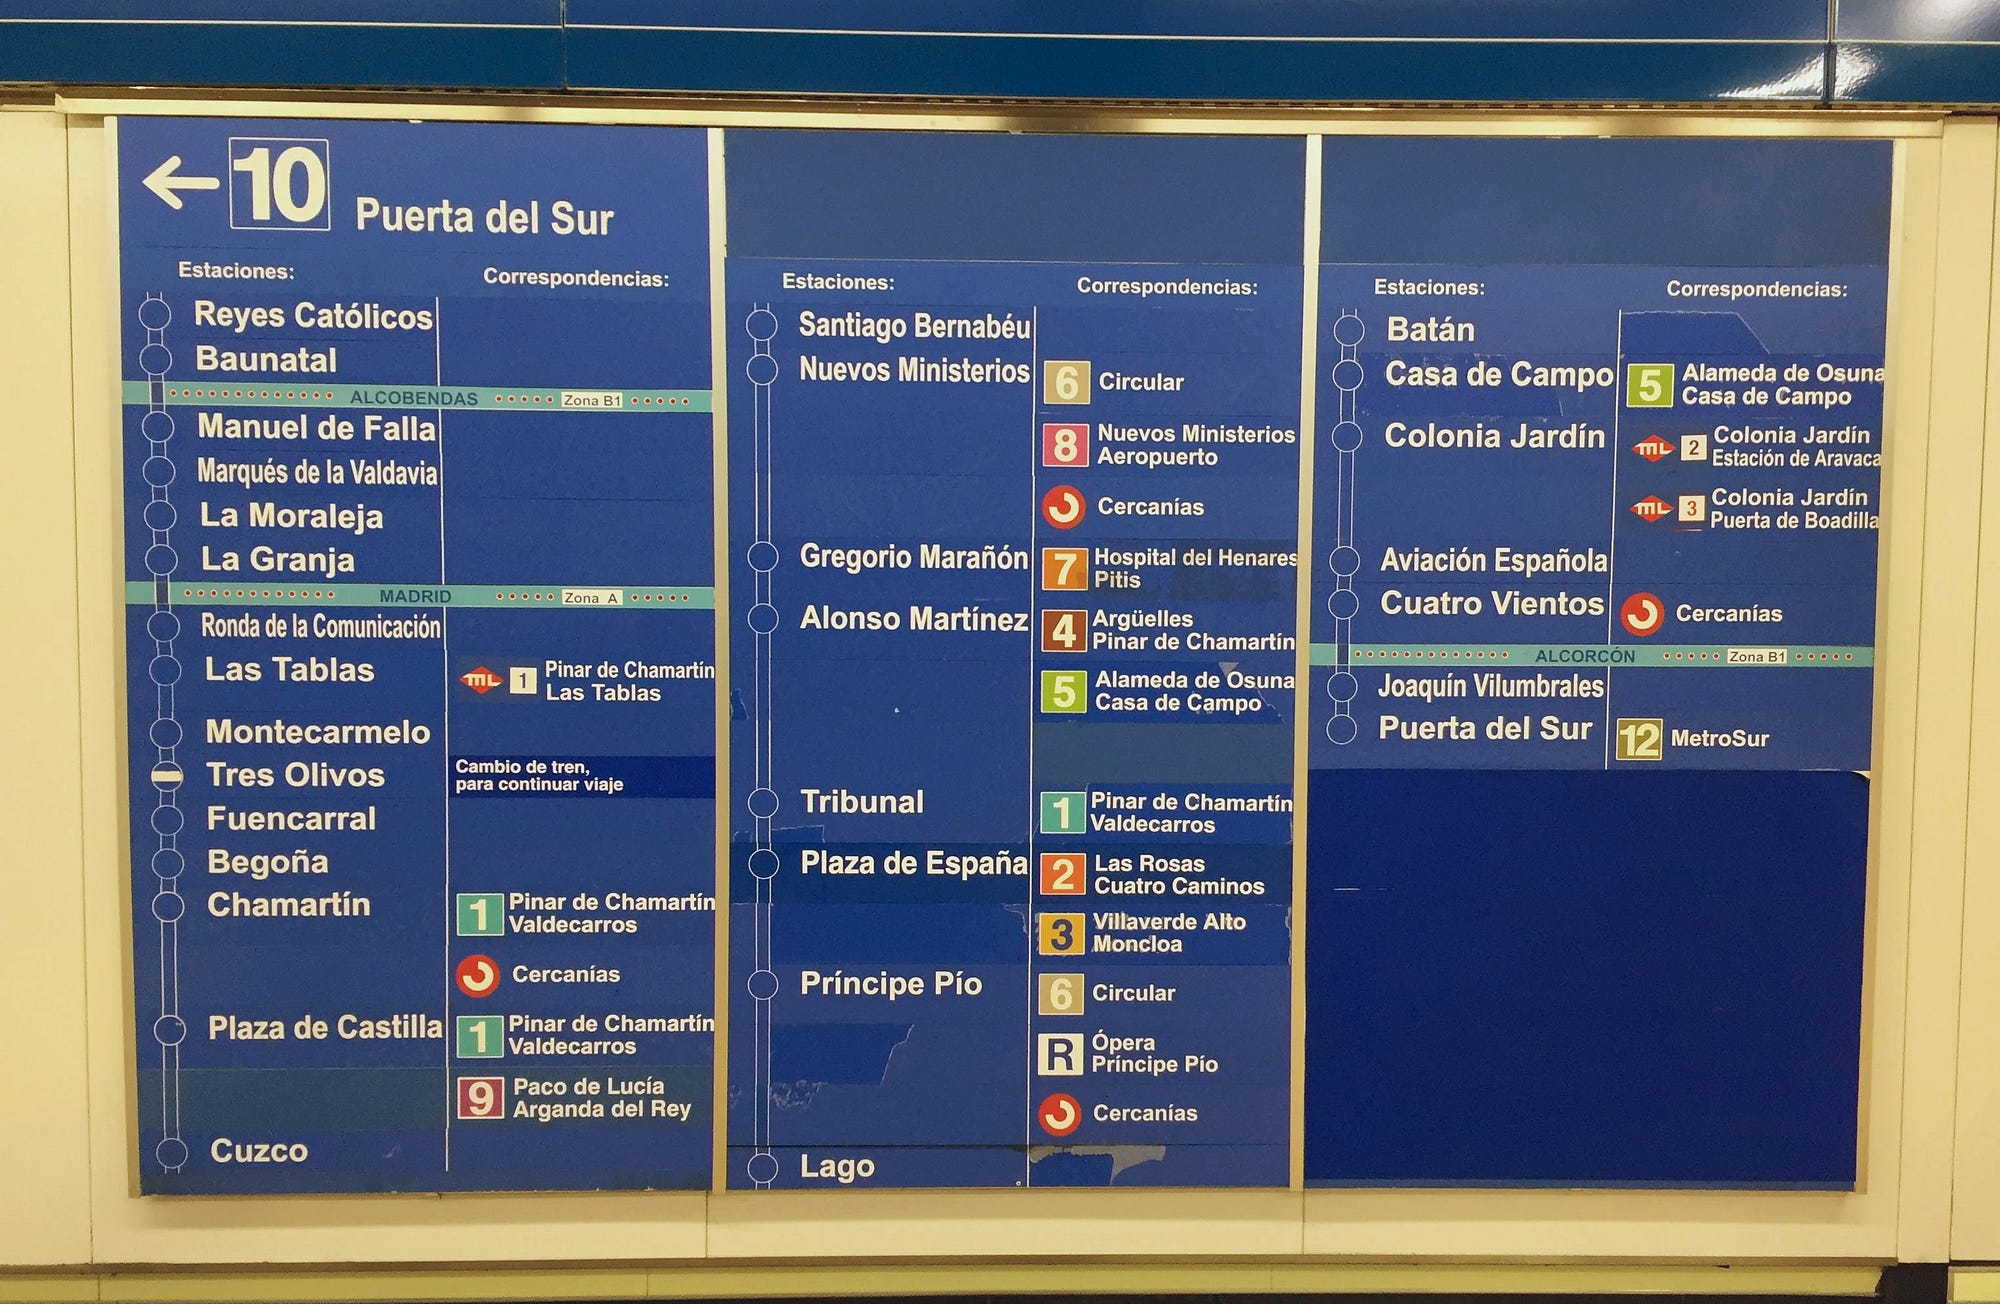 10 Puerta del Sur
Estaciones: Correspondencias:
Reyes Católicos
Baunatal
ALCOBENDAS Zona B1
Manuel de Falla
Marqués de la Valdavia
La Moraleja
La Granja
MADRID Zona A
Ronda de la Comunicación
Las Tablas ML 1 Pinar de Chamartín
Las Tablas
Montecarmelo
Tres Olivos Cambio de tren,
para continuar viaje
Fuencarral
Begoña
Chamartín 1 Pinar de Chamartín
Valdecarros
Cercanías
Plaza de Castilla 1 Pinar de Chamartín
Valdecarros
9 Paco de Lucía
Arganda del Rey
Cuzco
Estaciones: Correspondencias:
Santiago Bernabéu
Nuevos Ministerios 6 Circular
8 Nuevos Ministerios
Aeropuerto
Cercanías
Gregorio Marañón 7 Hospital del Henares
Pitis
Alonso Martínez 4 Argüelles
Pinar de Chamartín
5 Alameda de Osuna
Casa de Campo
Tribunal 1 Pinar de Chamartín
Valdecarros
Plaza de España 2 Las Rosas
Cuatro Caminos
3 Villaverde Alto
Moncloa
Príncipe Pío 6 Circular
R Ópera
Príncipe Pío
Cercanías
Lago
Estaciones: Correspondencias:
Batán
Casa de Campo 5 Alameda de Osuna
Casa de Campo
Colonia Jardín ML 2 Colonia Jardín
Estación de Aravaca
ML 3 Colonia Jardín
Puerta de Boadilla
Aviación Española
Cuatro Vientos Cercanías
ALCORCÓN Zona B1
Joaquín Vilumbrales
Puerta del Sur 12 MetroSur